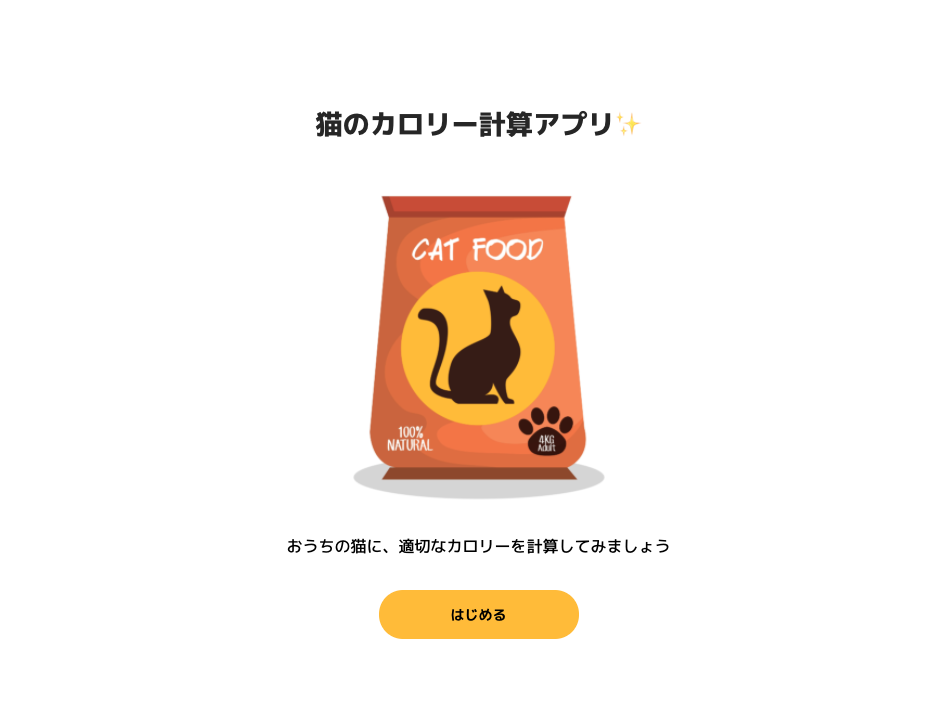 猫のカロリー計算アプリ✨
CAT FOOD
100%
NATURAL
4KG
Adult
おうちの猫に、適切なカロリーを計算してみましょう
はじめる